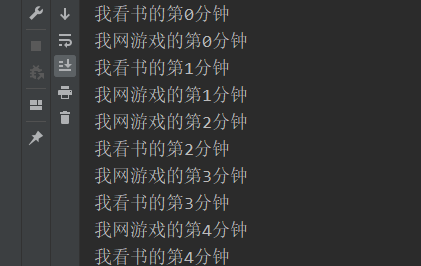 我看书的第0分钟
我网游戏的第0分钟
我看书的第1分钟
我网游戏的第1分钟
我网游戏的第2分钟
我看书的第2分钟
我网游戏的第3分钟
我看书的第3分钟
我网游戏的第4分钟
我看书的第4分钟